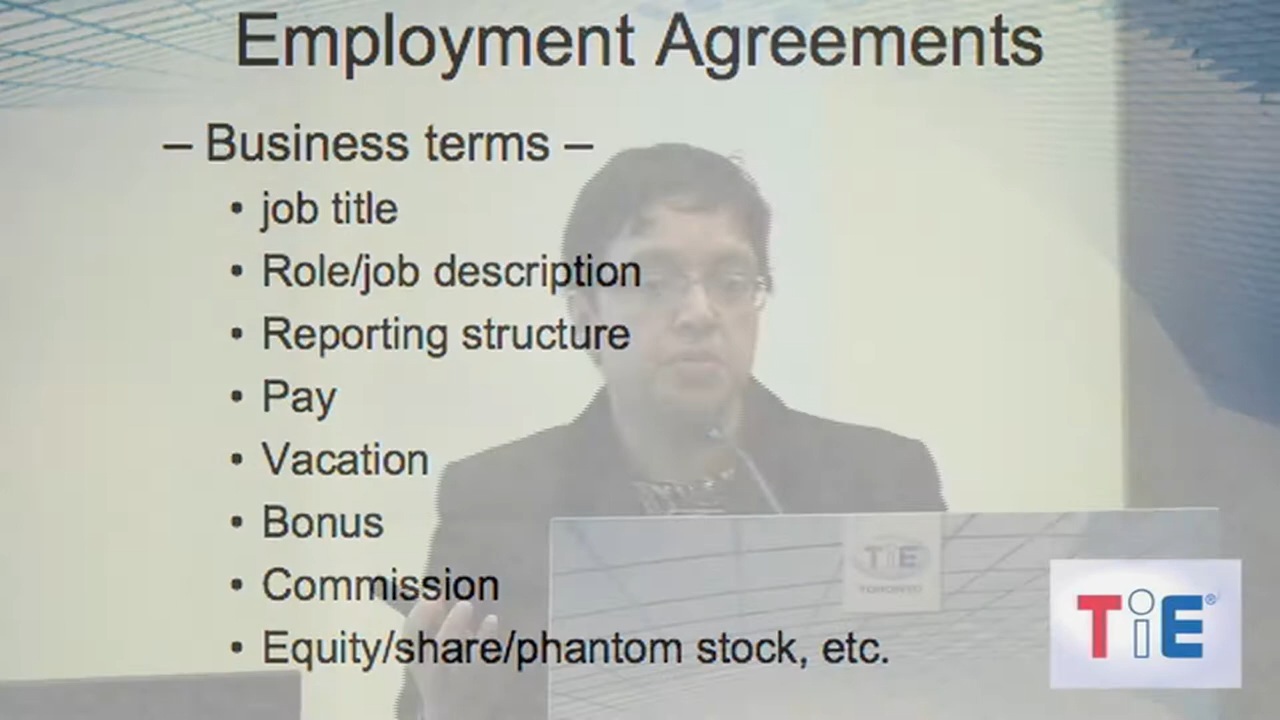 Employment Agreements
– Business terms –
• job title
• Role/job description
• Reporting structure
• Pay
• Vacation
• Bonus
• Commission
• Equity/share/phantom stock, etc.
TiE
TORONTO
TiE®